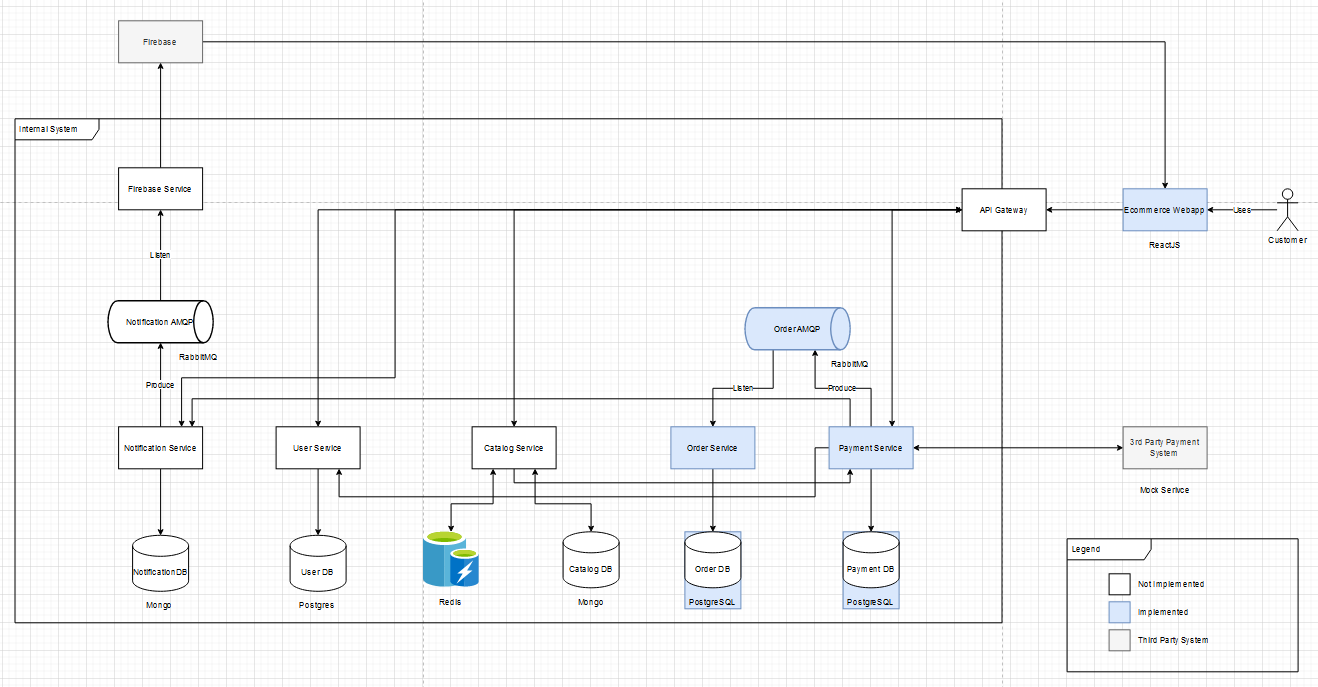 Firebase
Internal System
Firebase Service
API Gateway
Ecommerce Webapp
Uses
ReactJS
Customer
Listen
Notification AMQP
RabbitMQ
Order AMQP
RabbitMQ
Produce
Listen
Produce
Notification Service
User Service
Catalog Service
Order Service
Payment Service
3rd Party Payment
System
Mock Serivce
Notification DB
User DB
Catalog DB
Order DB
Payment DB
Mongo
Postgres
Redis
Mongo
PostgreSQL
PostgreSQL
Legend
Not Implemented
Implemented
Third Party System